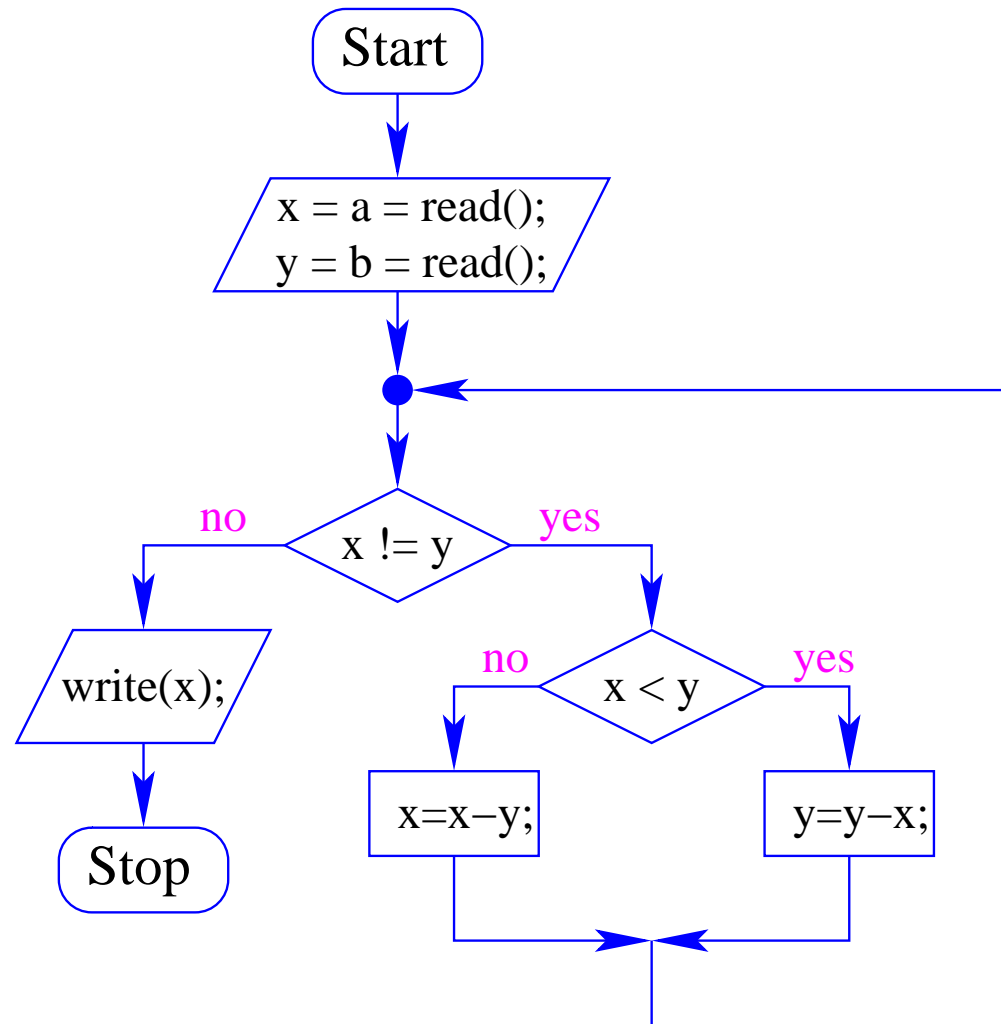 Start
x = a = read();
y = b = read();
no
x != y
yes
write(x);
no
x < y
yes
x=x−y;
y=y−x;
Stop